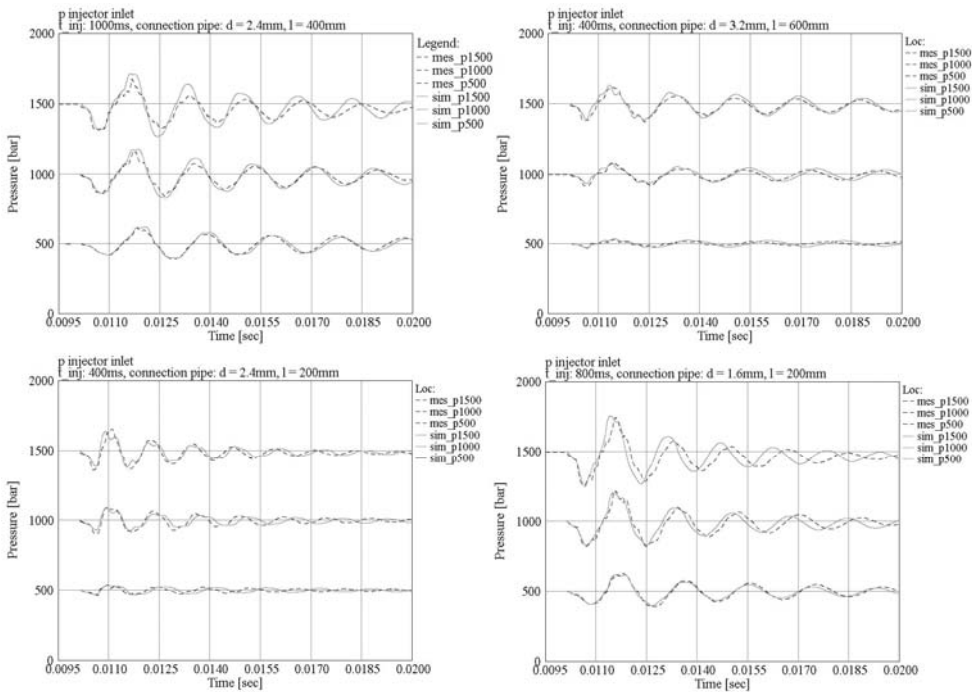 p injector inlet
t_inj: 1000ms, connection pipe: d = 2.4mm, l = 400mm
2000
1500
1000
500
0
Pressure [bar]
0.0095 0.0110 0.0125 0.0140 0.0155 0.0170 0.0185 0.0200
Time [sec]
Legend:
mes_p1500
mes_p1000
mes_p500
sim_p1500
sim_p1000
sim_p500
p injector inlet
t_inj: 400ms, connection pipe: d = 3.2mm, l = 600mm
2000
1500
1000
500
0
Pressure [bar]
0.0095 0.0110 0.0125 0.0140 0.0155 0.0170 0.0185 0.0200
Time [sec]
Loc:
mes_p1500
mes_p1000
mes_p500
sim_p1500
sim_p1000
sim_p500
p injector inlet
t_inj: 400ms, connection pipe: d = 2.4mm, l = 200mm
2000
1500
1000
500
0
Pressure [bar]
0.0095 0.0110 0.0125 0.0140 0.0155 0.0170 0.0185 0.0200
Time [sec]
Loc:
mes_p1500
mes_p1000
mes_p500
sim_p1500
sim_p1000
sim_p500
p injector inlet
t_inj: 800ms, connection pipe: d = 1.6mm, l = 200mm
2000
1500
1000
500
0
Pressure [bar]
0.0095 0.0110 0.0125 0.0140 0.0155 0.0170 0.0185 0.0200
Time [sec]
Loc:
mes_p1500
mes_p1000
mes_p500
sim_p1500
sim_p1000
sim_p500